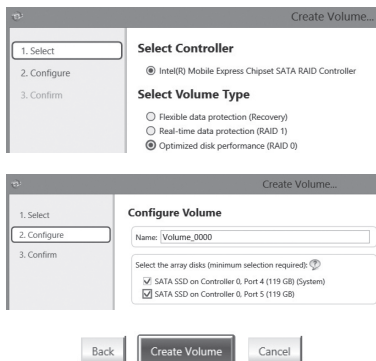 Create Volume...
1. Select
2. Configure
3. Confirm
Select Controller
Intel(R) Mobile Express Chipset SATA RAID Controller
Select Volume Type
Flexible data protection (Recovery)
Real-time data protection (RAID 1)
Optimized disk performance (RAID 0)
Create Volume...
1. Select
2. Configure
3. Confirm
Configure Volume
Name: Volume_0000
Select the array disks (minimum selection required): ?
SATA SSD on Controller 0, Port 4 (119 GB) (System)
SATA SSD on Controller 0, Port 5 (119 GB)
Back
Create Volume
Cancel